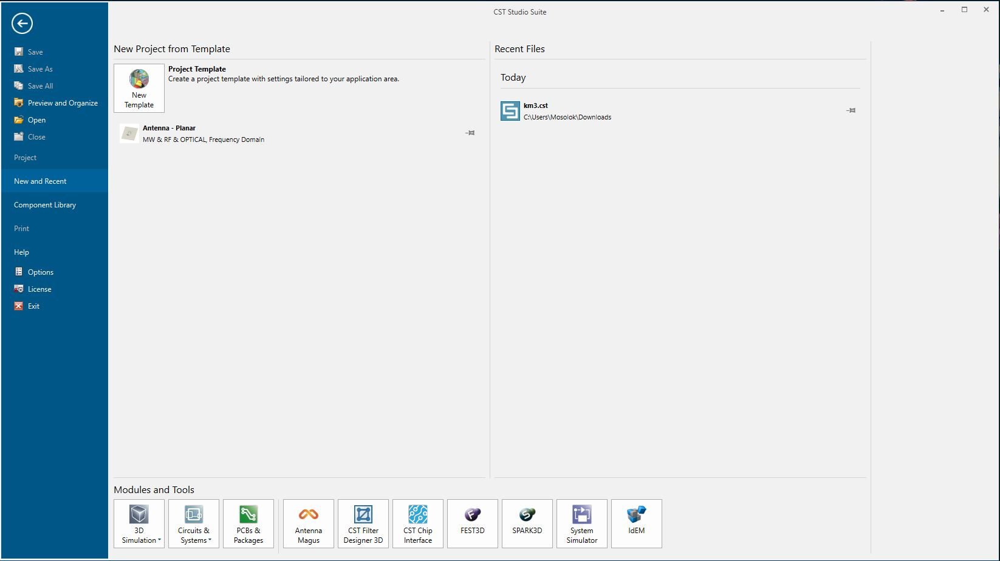 CST Studio Suite
Save
Save As
Save All
Preview and Organize
Open
Close
Project
New and Recent
Component Library
Print
Help
Options
License
Exit
New Project from Template
New
Template
Project Template
Create a project template with settings tailored to your application area.
Antenna - Planar
MW & RF & OPTICAL, Frequency Domain
Recent Files
Today
km3.cst
C:\Users\Mosolok\Downloads
Modules and Tools
3D
Simulation
Circuits &
Systems
PCBs &
Packages
Antenna
Magus
CST Filter
Designer 3D
CST Chip
Interface
FEST3D
SPARK3D
System
Simulator
IdEM